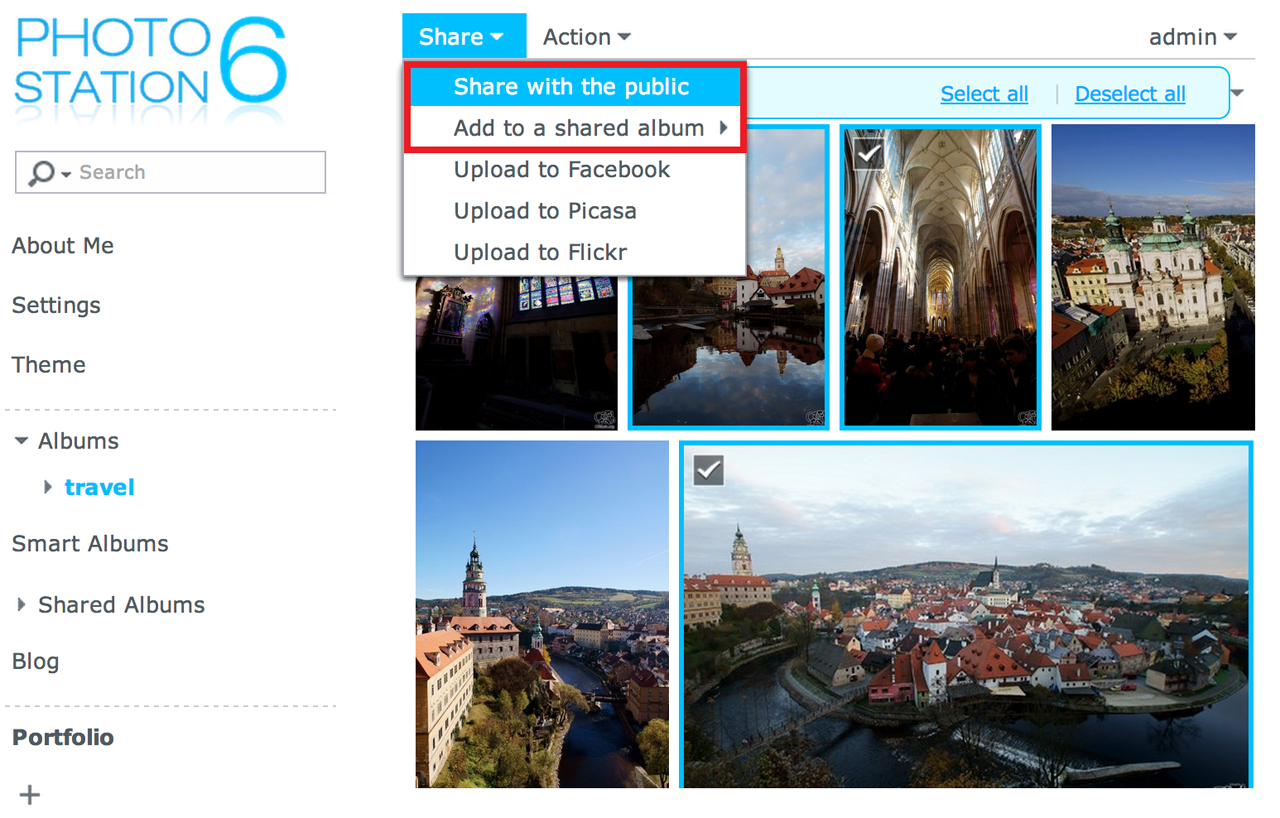 PHOTO
STATION 6
Search
About Me
Settings
Theme
Albums
travel
Smart Albums
Shared Albums
Blog
Portfolio
+
Share
Action
admin
Share with the public
Add to a shared album
Upload to Facebook
Upload to Picasa
Upload to Flickr
Select all | Deselect all